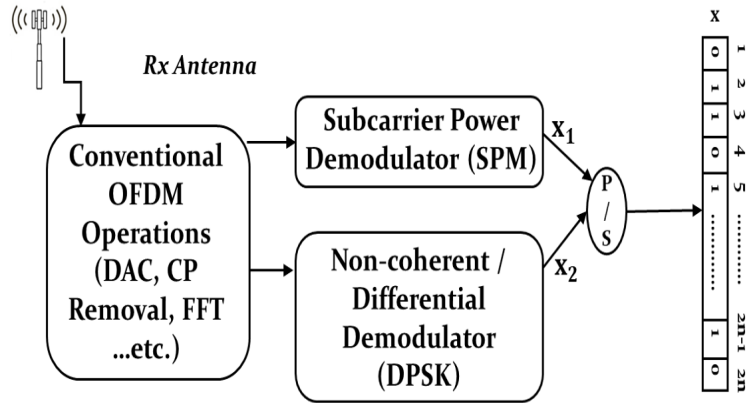 Rx Antenna
Conventional
OFDM
Operations
(DAC, CP
Removal, FFT
...etc.)
Subcarrier Power
Demodulator (SPM)
Non-coherent /
Differential
Demodulator
(DPSK)
x1
x2
P
/
S
x
0 1
1 2
1 3
0 4
1 5
............. .............
1 2n-1
0 2n